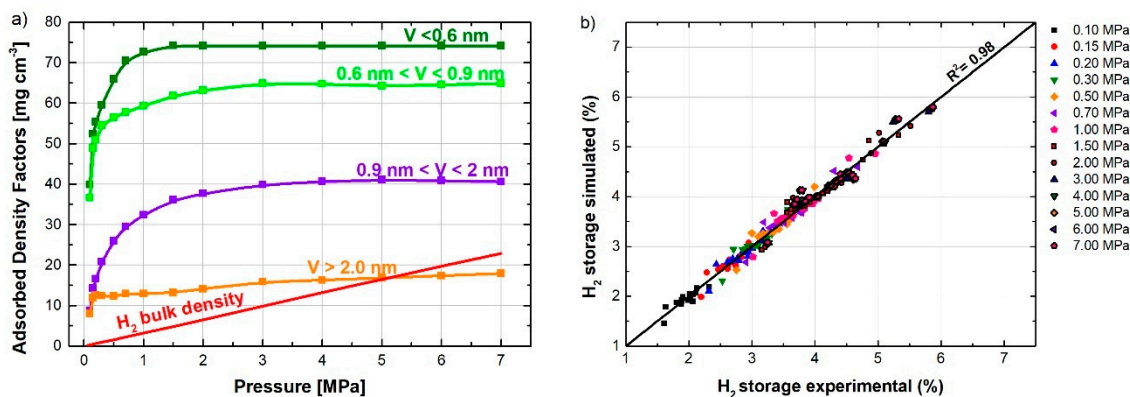 a)
Adsorbed Density Factors [mg cm⁻³]
80
70
60
50
40
30
20
10
0
V <0.6 nm
0.6 nm < V < 0.9 nm
0.9 nm < V < 2 nm
V > 2.0 nm
H₂ bulk density
0 1 2 3 4 5 6 7
Pressure [MPa]
b)
H₂ storage simulated (%)
7
6
5
4
3
2
1
R²= 0.98
1 2 3 4 5 6 7
H₂ storage experimental (%)
0.10 MPa
0.15 MPa
0.20 MPa
0.30 MPa
0.50 MPa
0.70 MPa
1.00 MPa
1.50 MPa
2.00 MPa
3.00 MPa
4.00 MPa
5.00 MPa
6.00 MPa
7.00 MPa